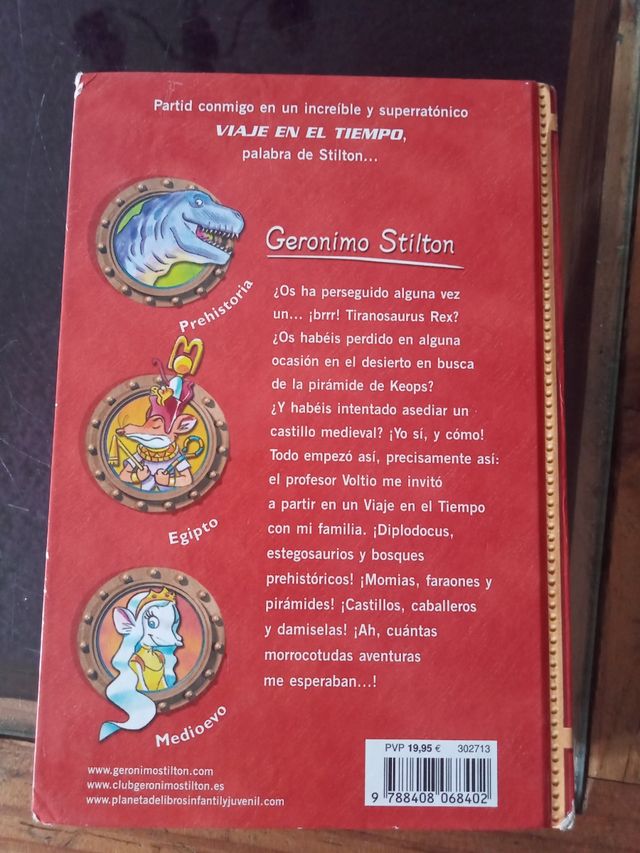 Partid conmigo en un increíble y superratónico
VIAJE EN EL TIEMPO,
palabra de Stilton...
Prehistoria
Geronimo Stilton
¿Os ha perseguido alguna vez
un... ¡brrr! Tiranosaurus Rex?
¿Os habéis perdido en alguna
ocasión en el desierto en busca
de la pirámide de Keops?
¿Y habéis intentado asediar un
castillo medieval? ¡Yo sí, y cómo!
Todo empezó así, precisamente así:
el profesor Voltio me invitó
a partir en un Viaje en el Tiempo
con mi familia. ¡Diplodocus,
estegosaurios y bosques
prehistóricos! ¡Momias, faraones y
pirámides! ¡Castillos, caballeros
y damiselas! ¡Ah, cuántas
morrocotudas aventuras
me esperaban...!
Egipto
Medioevo
PVP 19,95 € 302713
9 788408 068402
www.geronimostilton.com
www.clubgeronimostilton.es
www.planetadelibrosinfantilyjuvenil.com